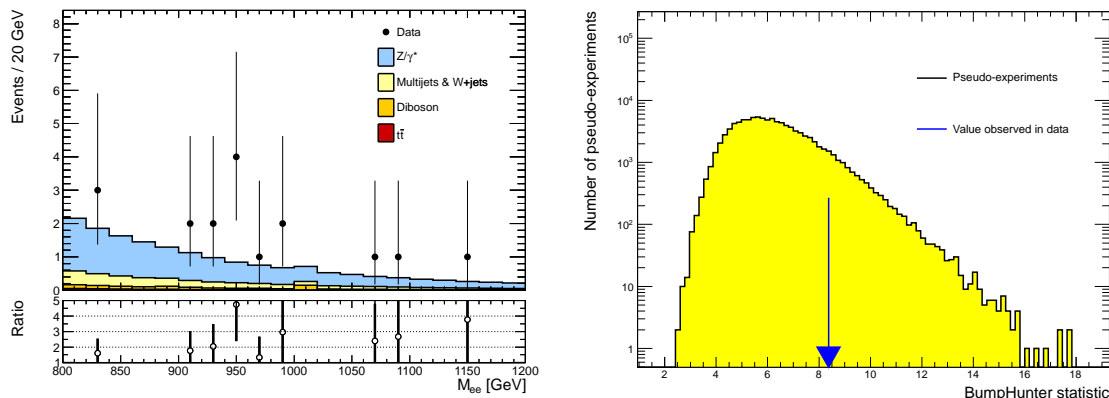 Events / 20 GeV
8
7
6
5
4
3
2
1
0
Data
Z/γ*
Multijets & W+jets
Diboson
tt̄
Ratio
5
4
3
2
1
800 850 900 950 1000 1050 1100 1150 1200
M_ee [GeV]
Number of pseudo-experiments
10^5
10^4
10^3
10^2
10
1
Pseudo-experiments
Value observed in data
2 4 6 8 10 12 14 16 18
BumpHunter statistic